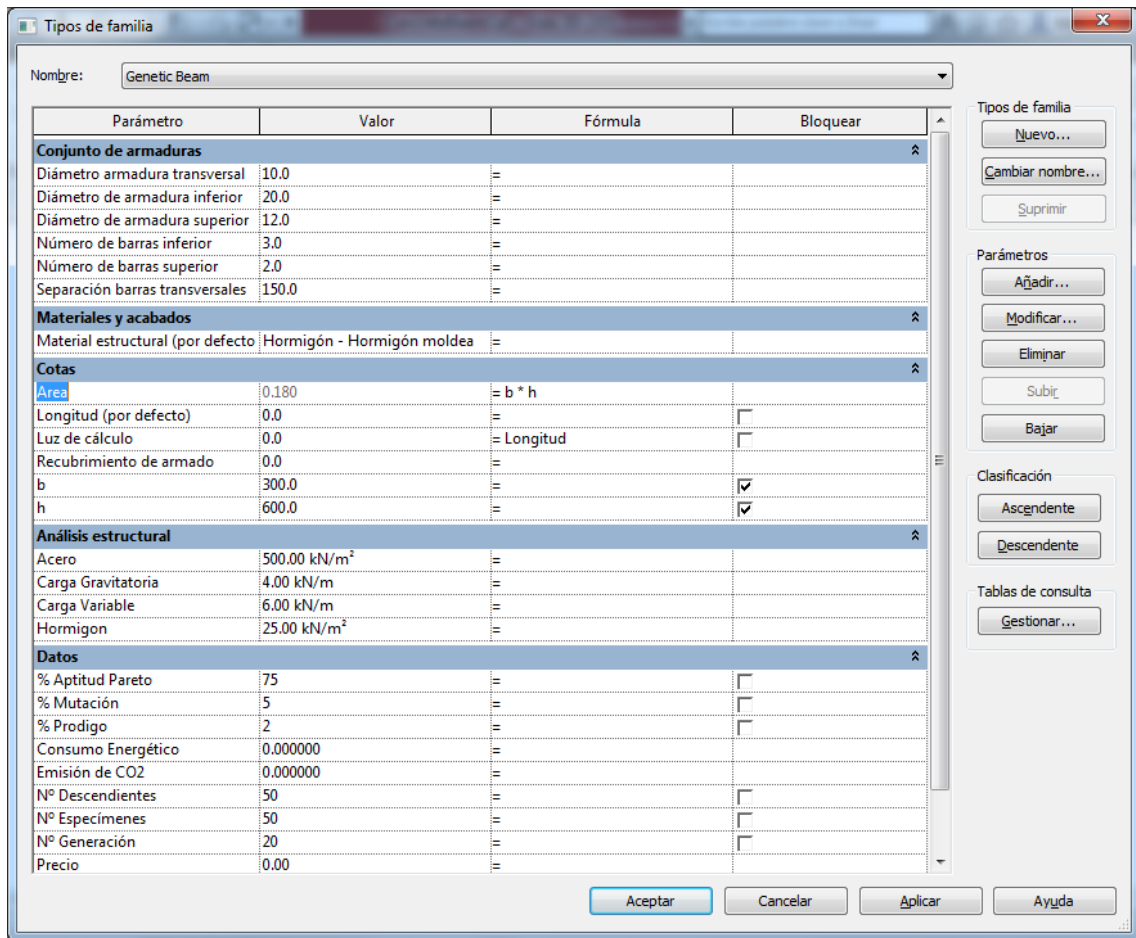 Tipos de familia
Nombre: Genetic Beam
Parámetro Valor Fórmula Bloquear
Conjunto de armaduras
Diámetro armadura transversal 10.0 =
Diámetro de armadura inferior 20.0 =
Diámetro de armadura superior 12.0 =
Número de barras inferior 3.0 =
Número de barras superior 2.0 =
Separación barras transversales 150.0 =
Materiales y acabados
Material estructural (por defecto Hormigón - Hormigón moldea =
Cotas
Area 0.180 = b * h
Longitud (por defecto) 0.0 =
Luz de cálculo 0.0 = Longitud
Recubrimiento de armado 0.0 =
b 300.0 =
h 600.0 =
Análisis estructural
Acero 500.00 kN/m² =
Carga Gravitatoria 4.00 kN/m =
Carga Variable 6.00 kN/m =
Hormigon 25.00 kN/m² =
Datos
% Aptitud Pareto 75 =
% Mutación 5 =
% Prodigo 2 =
Consumo Energético 0.000000 =
Emisión de CO2 0.000000 =
Nº Descendientes 50 =
Nº Especímenes 50 =
Nº Generación 20 =
Precio 0.00 =
Tipos de familia
Nuevo...
Cambiar nombre...
Suprimir
Parámetros
Añadir...
Modificar...
Eliminar
Subir
Bajar
Clasificación
Ascendente
Descendente
Tablas de consulta
Gestionar...
Aceptar Cancelar Aplicar Ayuda